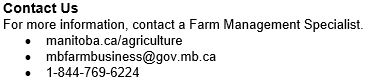 Contact Us
For more information, contact a Farm Management Specialist.
• manitoba.ca/agriculture
• mbfarmbusiness@gov.mb.ca
• 1-844-769-6224